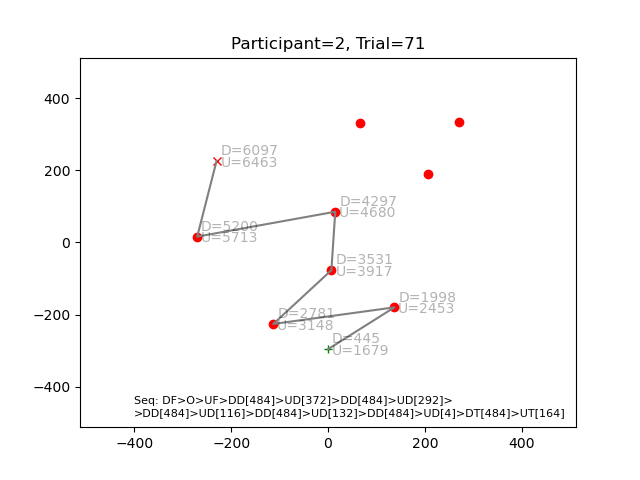 Participant=2, Trial=71
400
200
0
−200
−400
D=6097
U=6463
D=4297
U=4680
D=5200
U=5713
D=3531
U=3917
D=1998
U=2453
D=2781
U=3148
D=445
U=1679
Seq: DF>O>UF>DD[484]>UD[372]>DD[484]>UD[292]>
>DD[484]>UD[116]>DD[484]>UD[132]>DD[484]>UD[4]>DT[484]>UT[164]
−400 −200 0 200 400